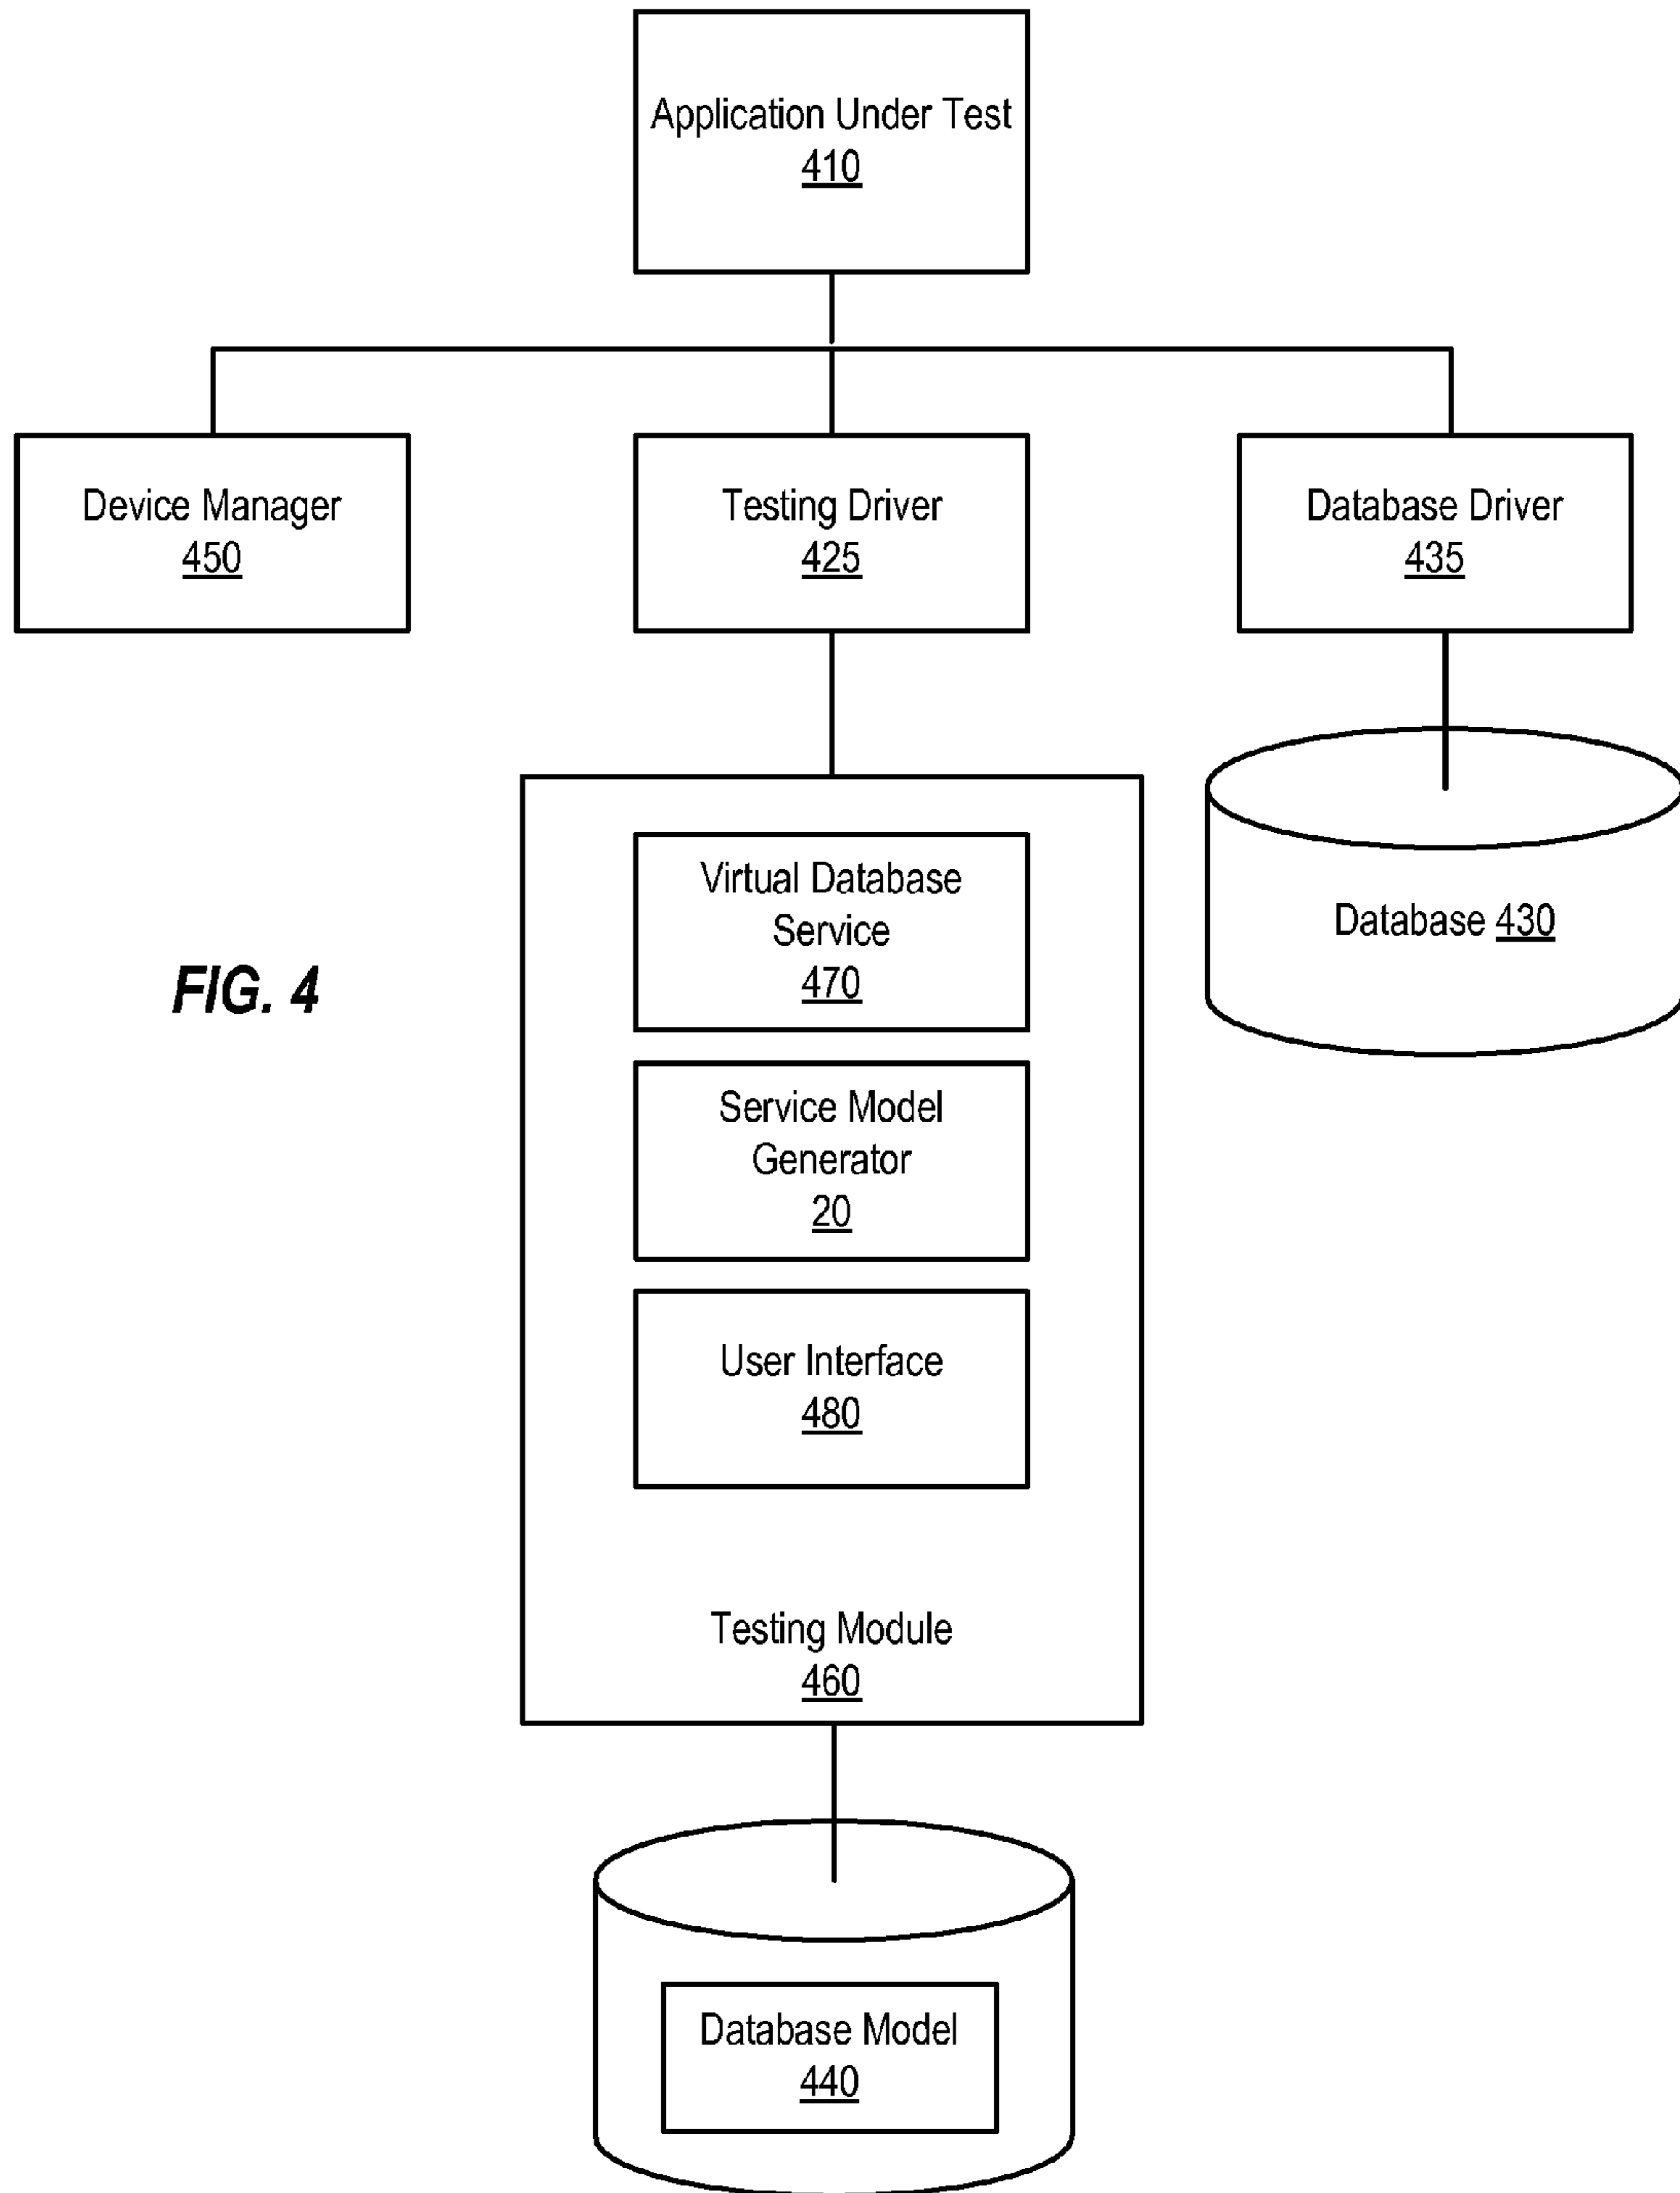 Application Under Test
410
Device Manager
450
Testing Driver
425
Database Driver
435
Virtual Database
Service
470
Database 430
FIG. 4
Service Model
Generator
20
User Interface
480
Testing Module
460
Database Model
440